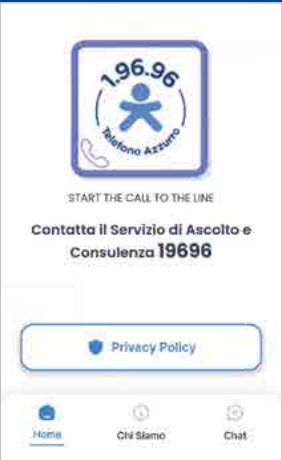 1.96.96
Telefono Azzurro
START THE CALL TO THE LINE
Contatta il Servizio di Ascolto e
Consulenza 19696
Privacy Policy
Home
Chi Siamo
Chat